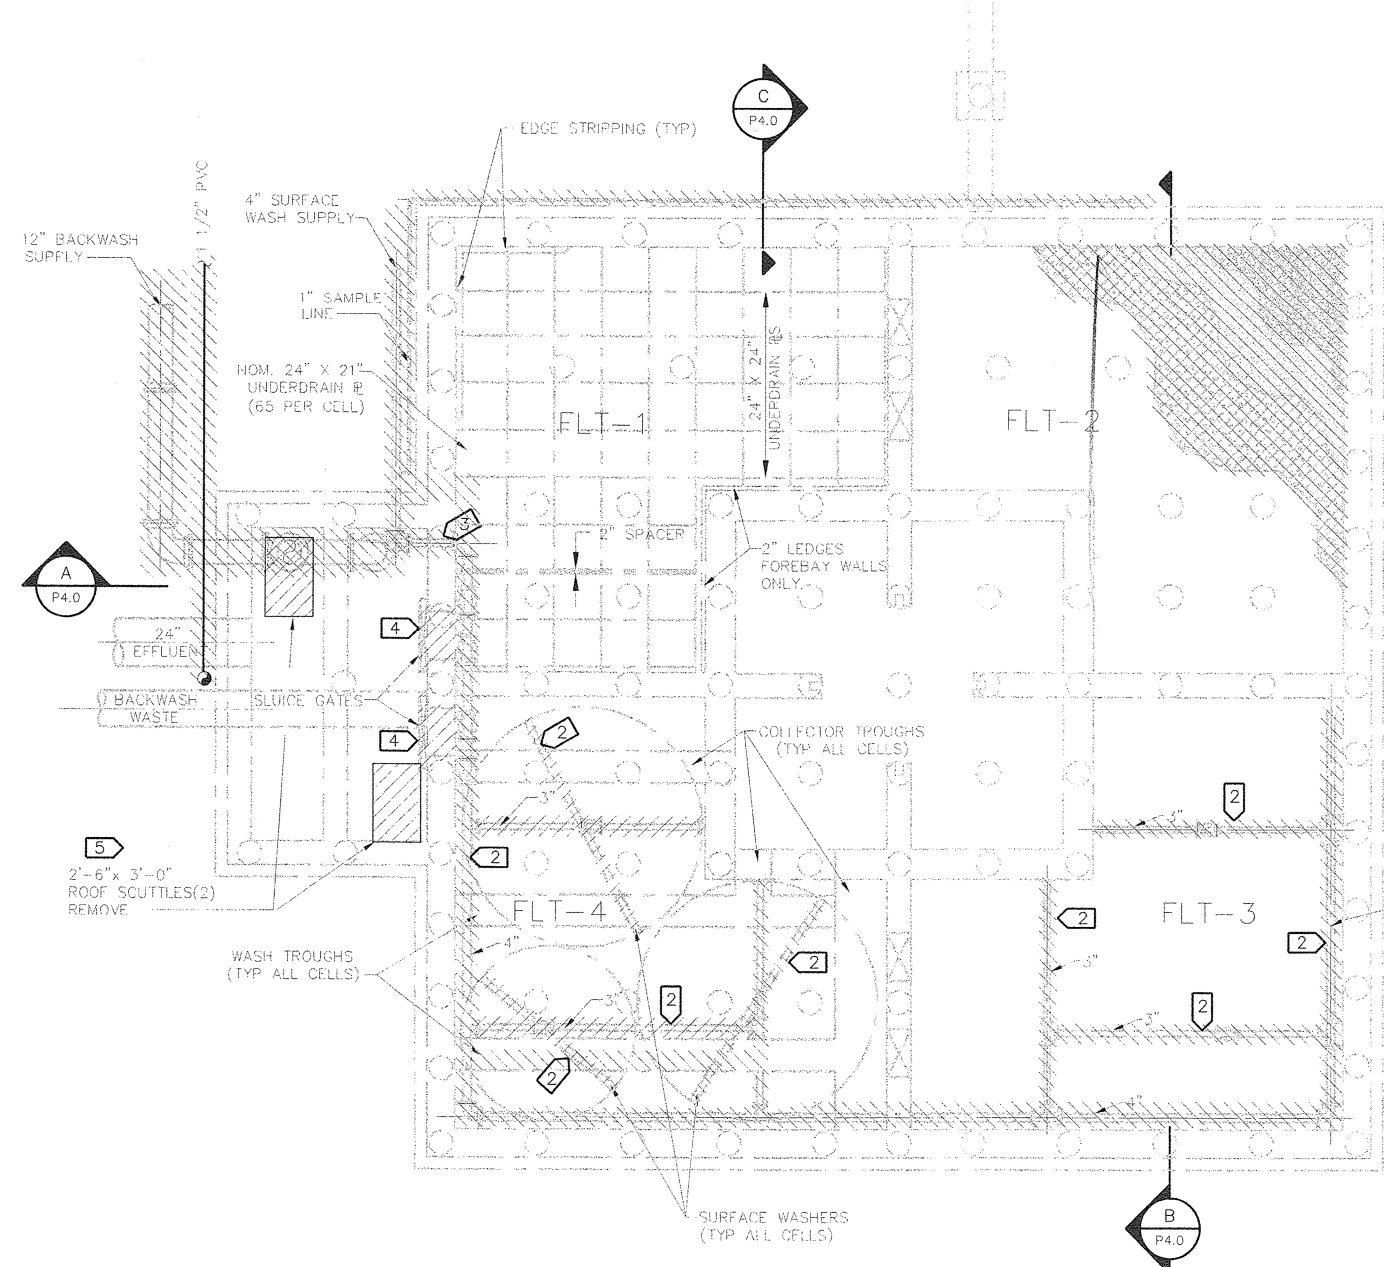 C
P4.0
EDGE STRIPPING (TYP)
1 1/2" PVC
4" SURFACE
WASH SUPPLY
12" BACKWASH
SUPPLY
1" SAMPLE
LINE
NOM. 24" X 21"
UNDERDRAIN ℄
(65 PER CELL)
24" X 24"
UNDERDRAIN ℄S
FLT-1
FLT-2
3
2" SPACER
2" LEDGES
FOREBAY WALLS
ONLY
A
P4.0
4
24"
EFFLUEN
BACKWASH
WASTE
SLUICE GATES
4
2
COLLECTOR TROUGHS
(TYP ALL CELLS)
3"
2
3"
5
2
2'-6"x 3'-0"
ROOF SCUTTLES(2)
REMOVE
FLT-4
FLT-3
2
2
4"
WASH TROUGHS
(TYP ALL CELLS)
2
3"
3"
2
3"
2
2
4"
SURFACE WASHERS
(TYP ALL CELLS)
B
P4.0